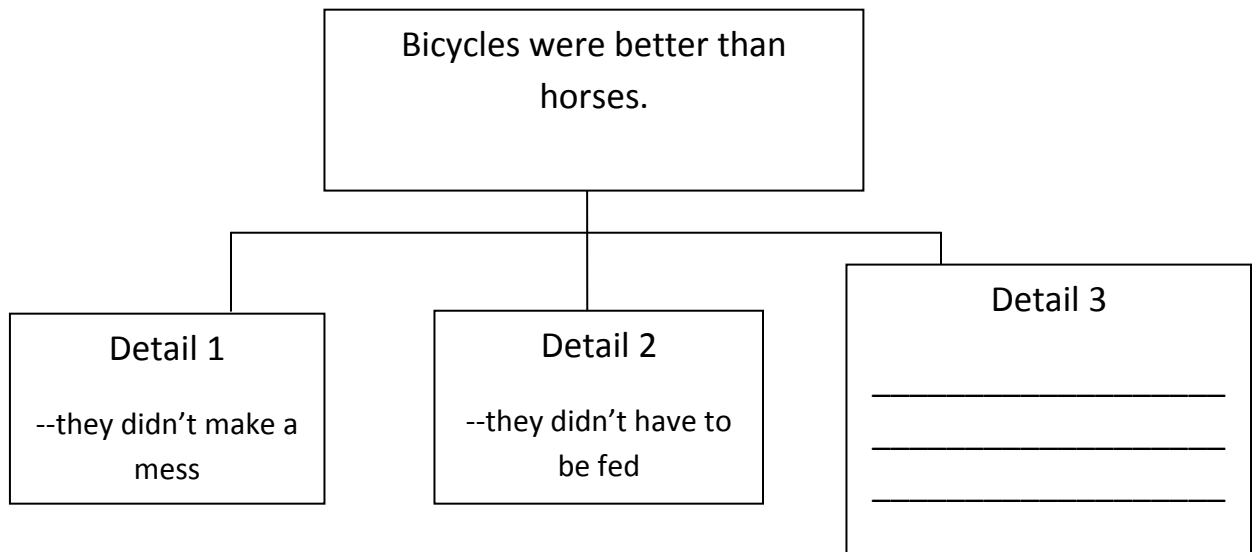 Bicycles were better than
horses.
Detail 1
--they didn’t make a
mess
Detail 2
--they didn’t have to
be fed
Detail 3